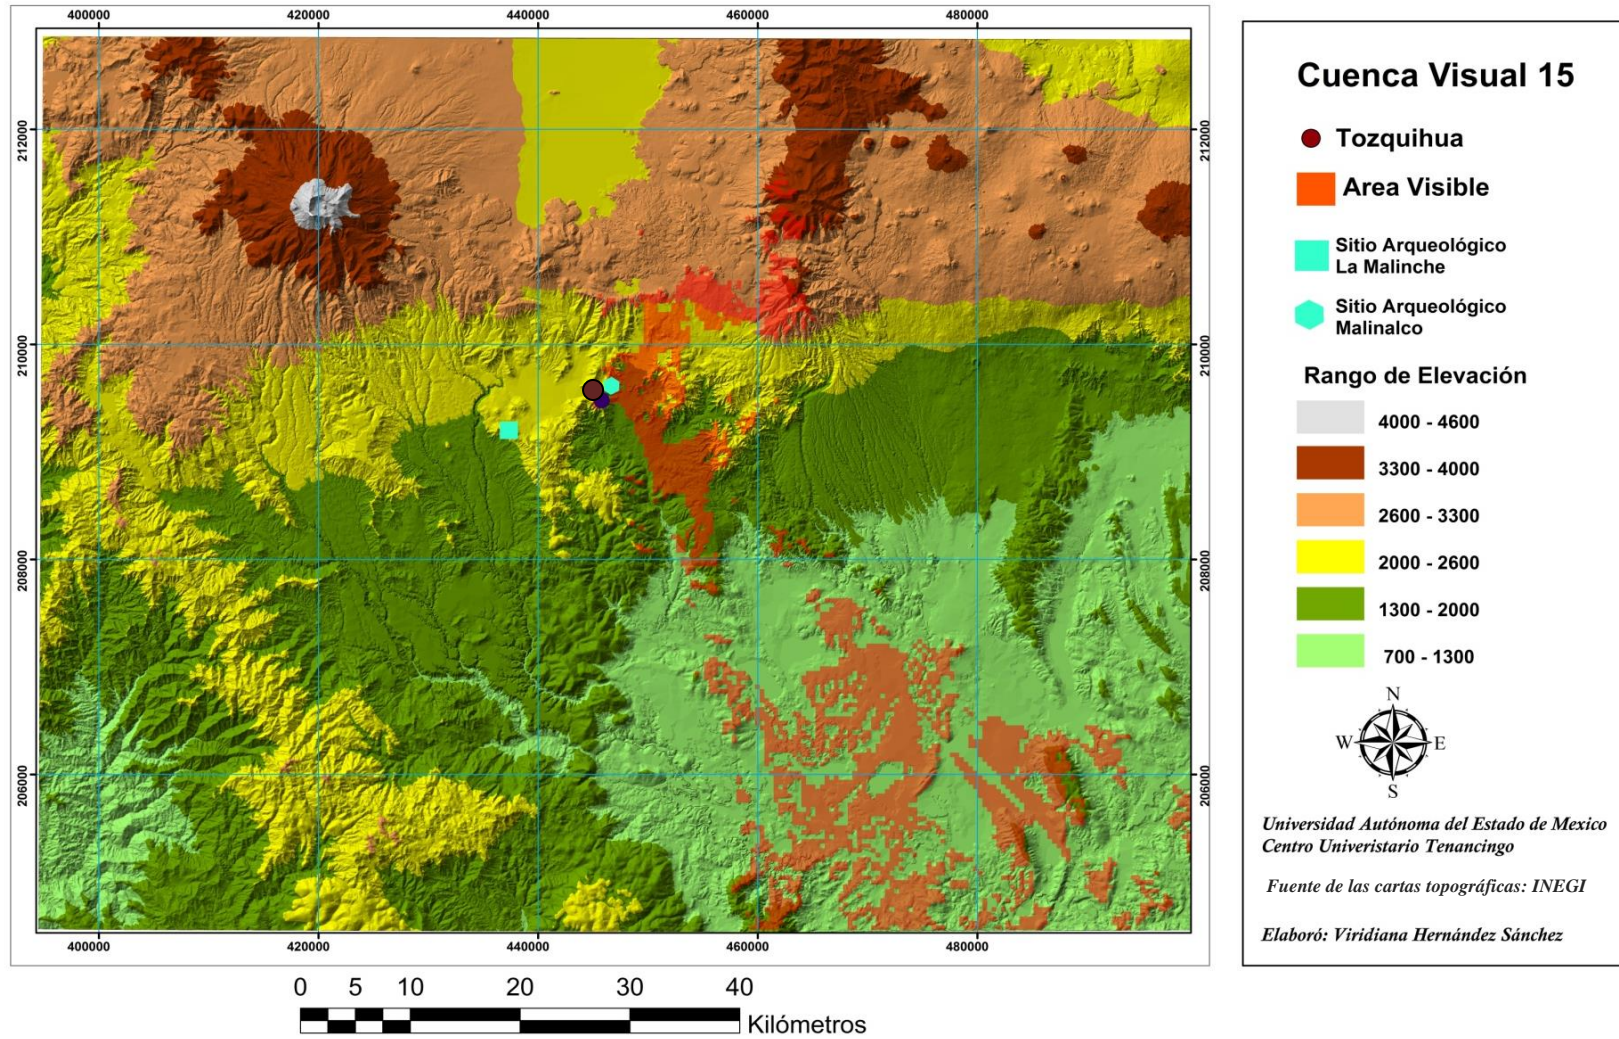 400000 420000 440000 460000 480000
212000 212000
210000 210000
208000 208000
206000 206000
400000 420000 440000 460000 480000
0 5 10 20 30 40
Kilómetros
Cuenca Visual 15
Tozquihua
Area Visible
Sitio Arqueológico
La Malinche
Sitio Arqueológico
Malinalco
Rango de Elevación
4000 - 4600
3300 - 4000
2600 - 3300
2000 - 2600
1300 - 2000
700 - 1300
N
W E
S
Universidad Autónoma del Estado de Mexico
Centro Univeristario Tenancingo
Fuente de las cartas topográficas: INEGI
Elaboró: Viridiana Hernández Sánchez